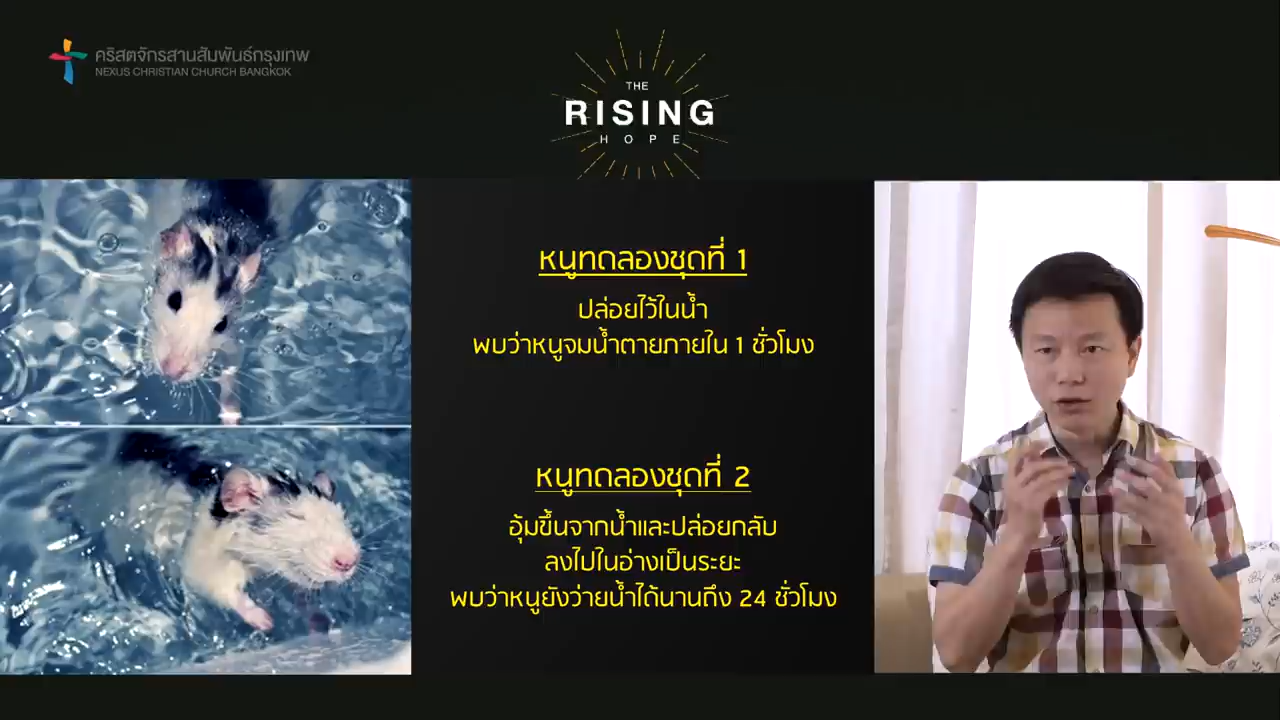 คริสตจักรสานสัมพันธ์กรุงเทพ
NEXUS CHRISTIAN CHURCH BANGKOK
THE
RISING
HOPE
หนูทดลองชุดที่ 1
ปล่อยไว้ในน้ำ
พบว่าหนูจมน้ำตายภายใน 1 ชั่วโมง
หนูทดลองชุดที่ 2
อุ้มขึ้นจากน้ำและปล่อยกลับ
ลงไปในอ่างเป็นระยะ
พบว่าหนูยังว่ายน้ำได้นานถึง 24 ชั่วโมง